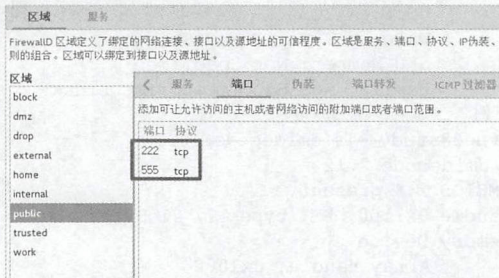 区域 服务
FirewallD 区域定义了绑定的网络连接、接口以及源地址的可信程度。区域是服务、端口、协议、IP伪装、
则的组合。区域可以绑定到接口以及源地址。
区域
服务 端口 伪装 端口转发 ICMP 过滤器
添加可让允许访问的主机或者网络访问的附加端口或者端口范围。
端口 协议
222 tcp
555 tcp
block
dmz
drop
external
home
internal
public
trusted
work